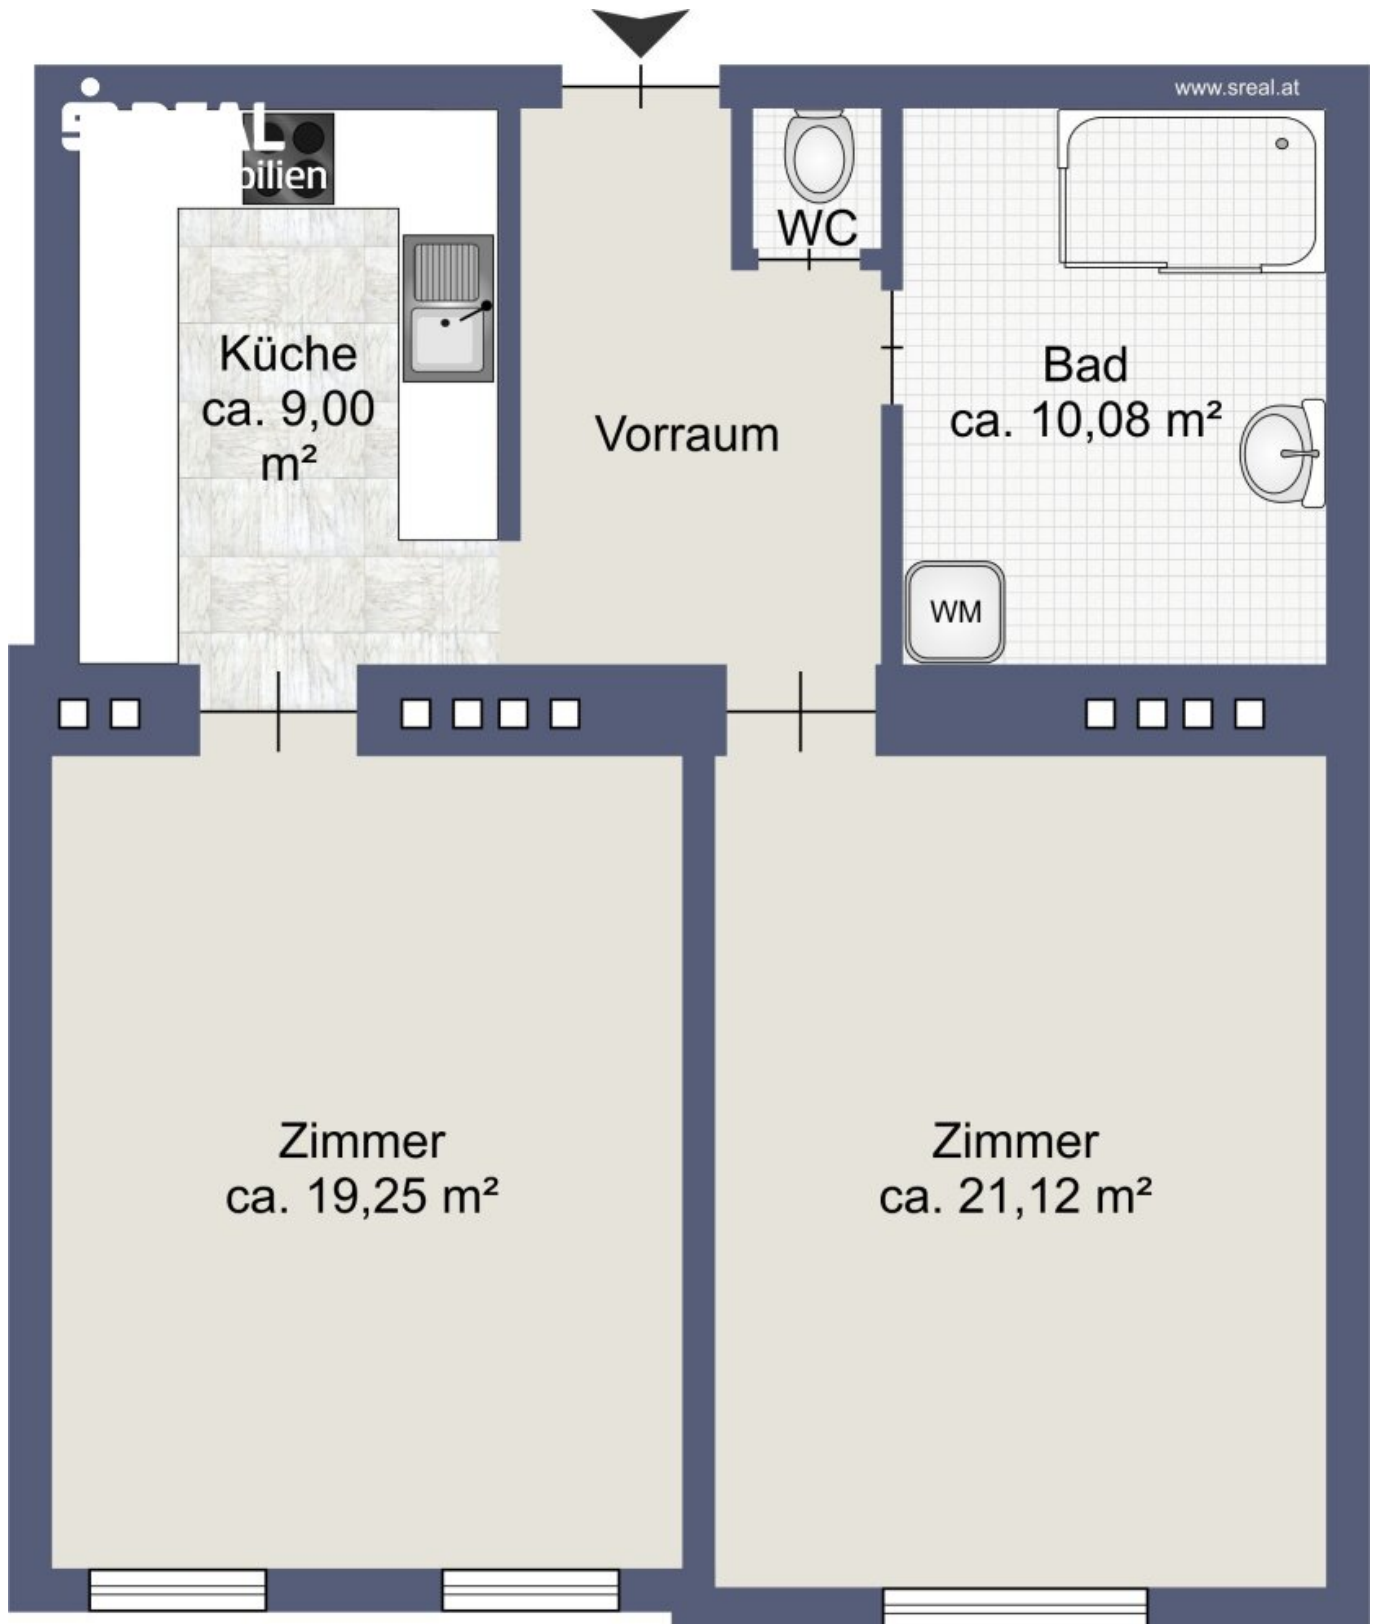 www.sreal.at
REAL
WC
Küche
ca. 9,00
m²
Bad
ca. 10,08 m²
Vorraum
WM
Zimmer
ca. 19,25 m²
Zimmer
ca. 21,12 m²